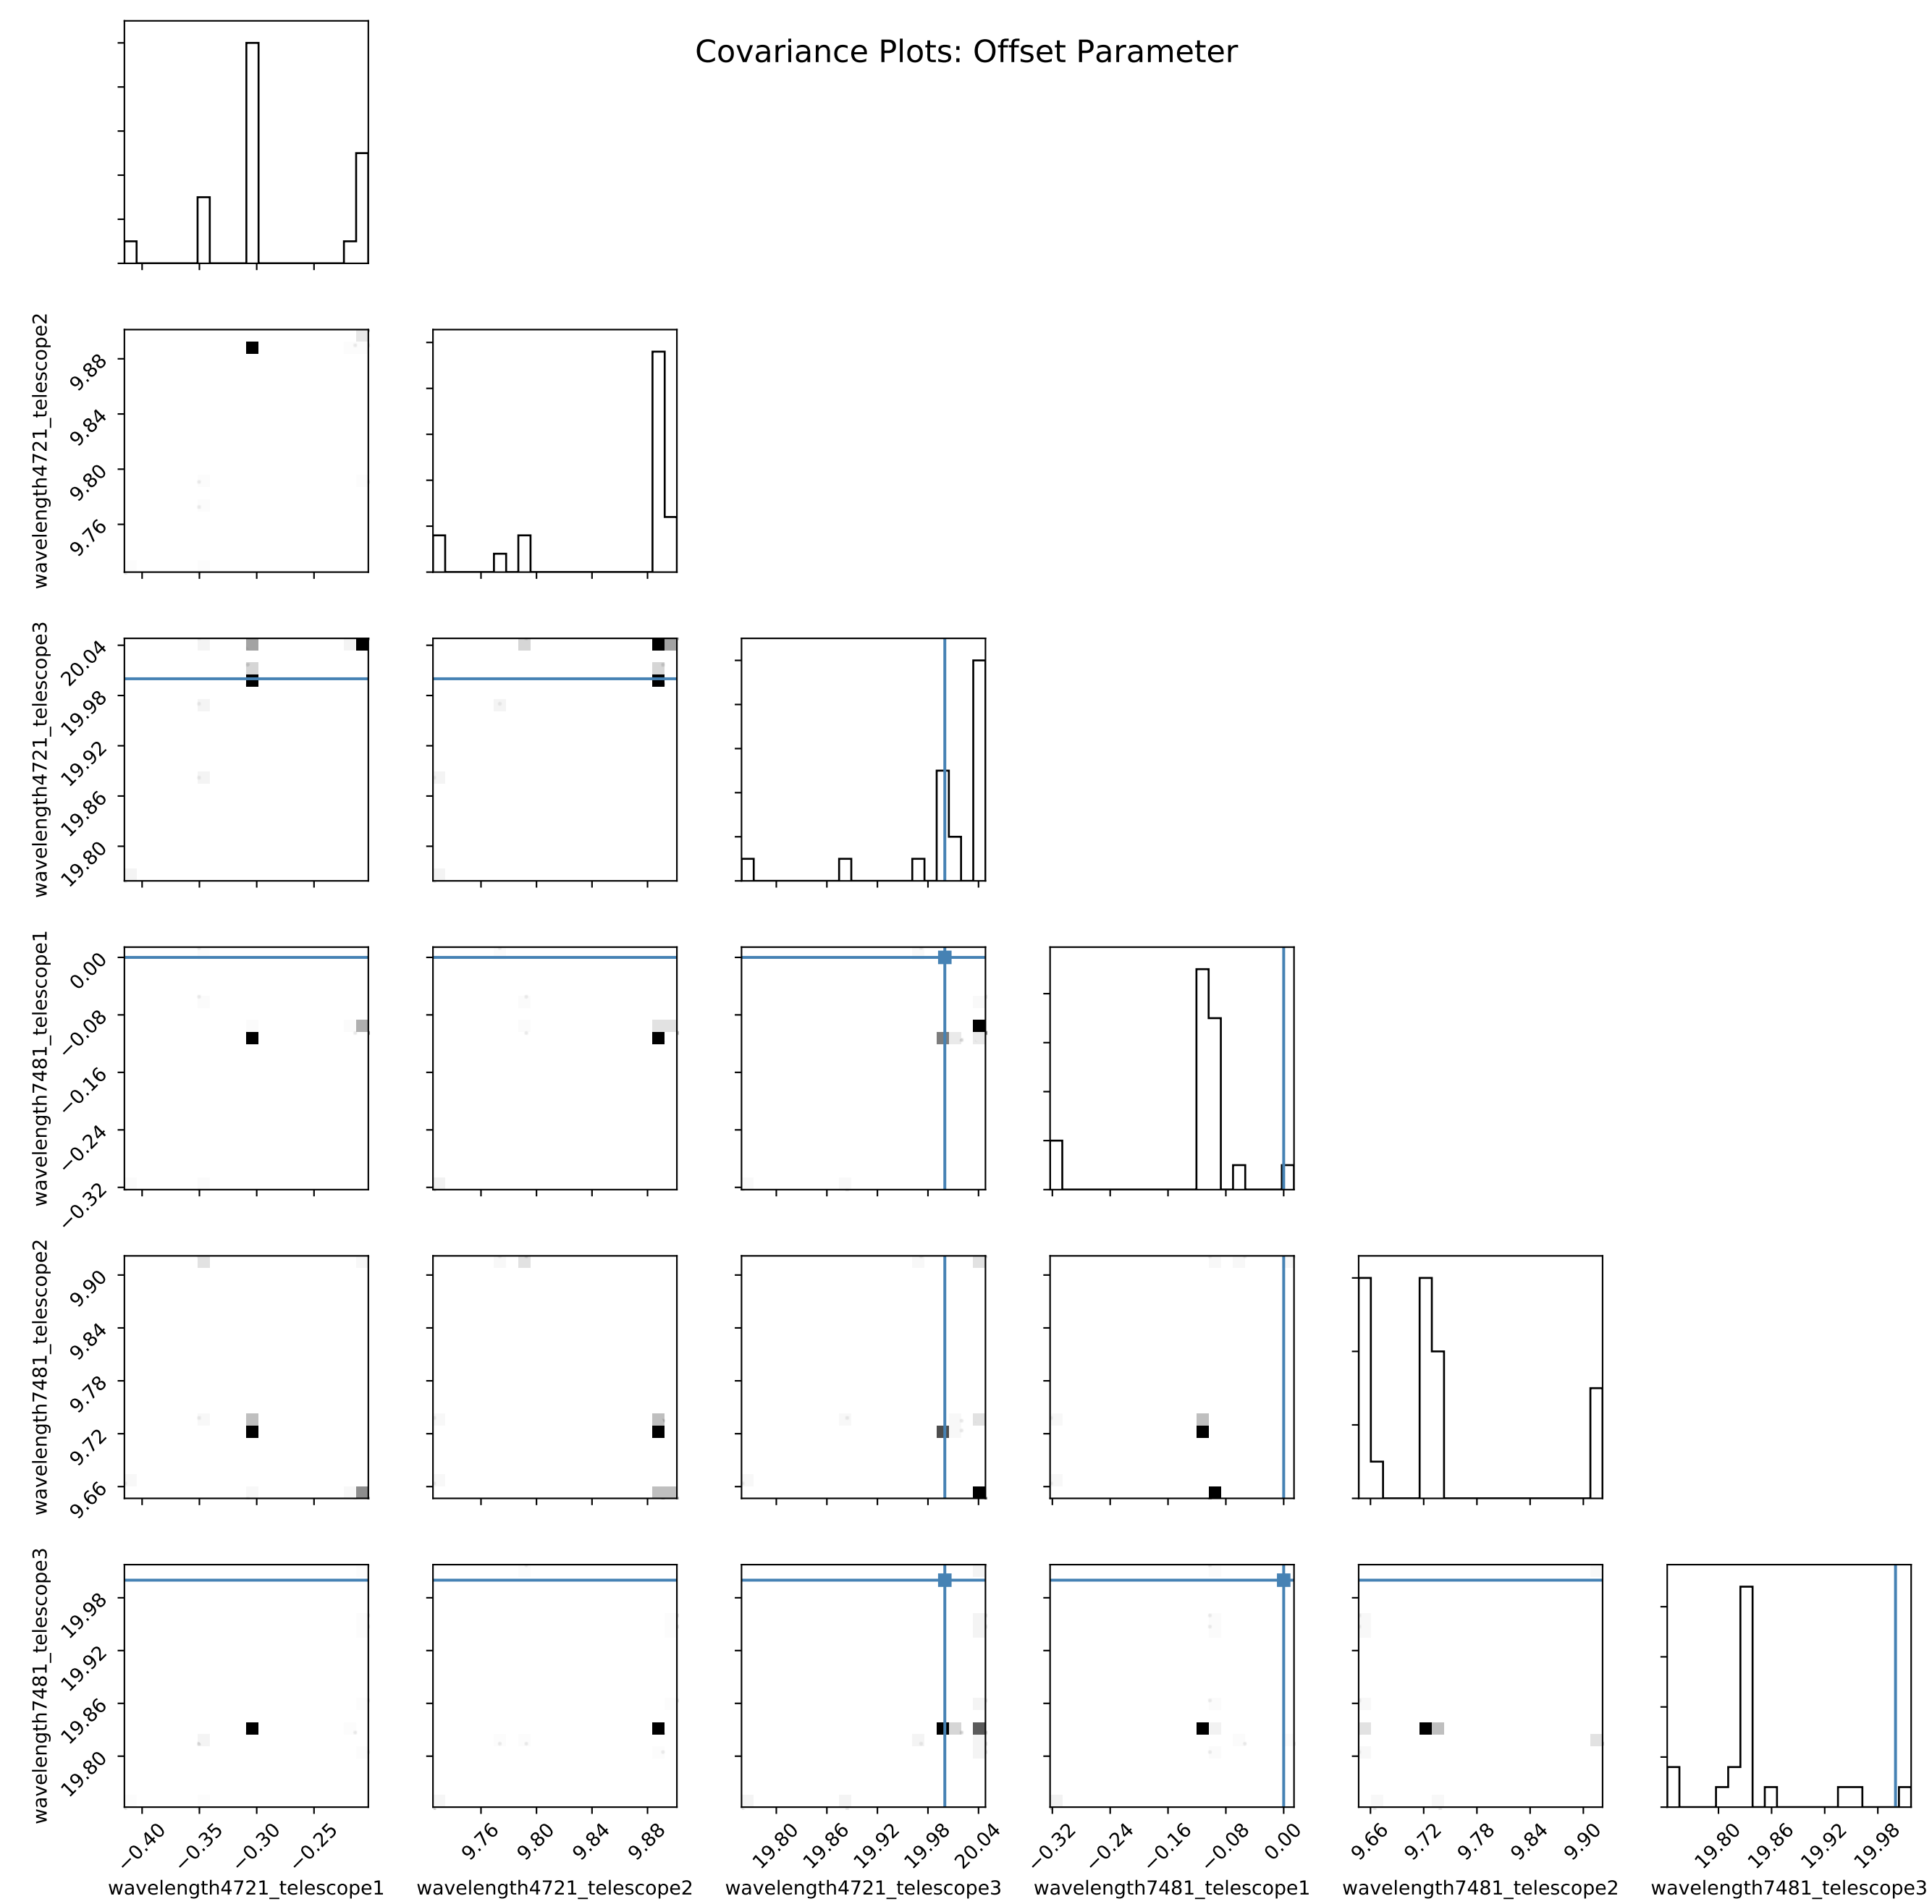 Covariance Plots: Offset Parameter
wavelength4721_telescope2
9.88
9.84
9.80
9.76
wavelength4721_telescope3
20.04
19.98
19.92
19.86
19.80
wavelength7481_telescope1
0.00
−0.08
−0.16
−0.24
−0.32
wavelength7481_telescope2
9.90
9.84
9.78
9.72
9.66
wavelength7481_telescope3
19.98
19.92
19.86
19.80
−0.40 −0.35 −0.30 −0.25
9.76 9.80 9.84 9.88
19.80 19.86 19.92 19.98 20.04
−0.32 −0.24 −0.16 −0.08 0.00
9.66 9.72 9.78 9.84 9.90
19.80 19.86 19.92 19.98
wavelength4721_telescope1
wavelength4721_telescope2
wavelength4721_telescope3
wavelength7481_telescope1
wavelength7481_telescope2
wavelength7481_telescope3